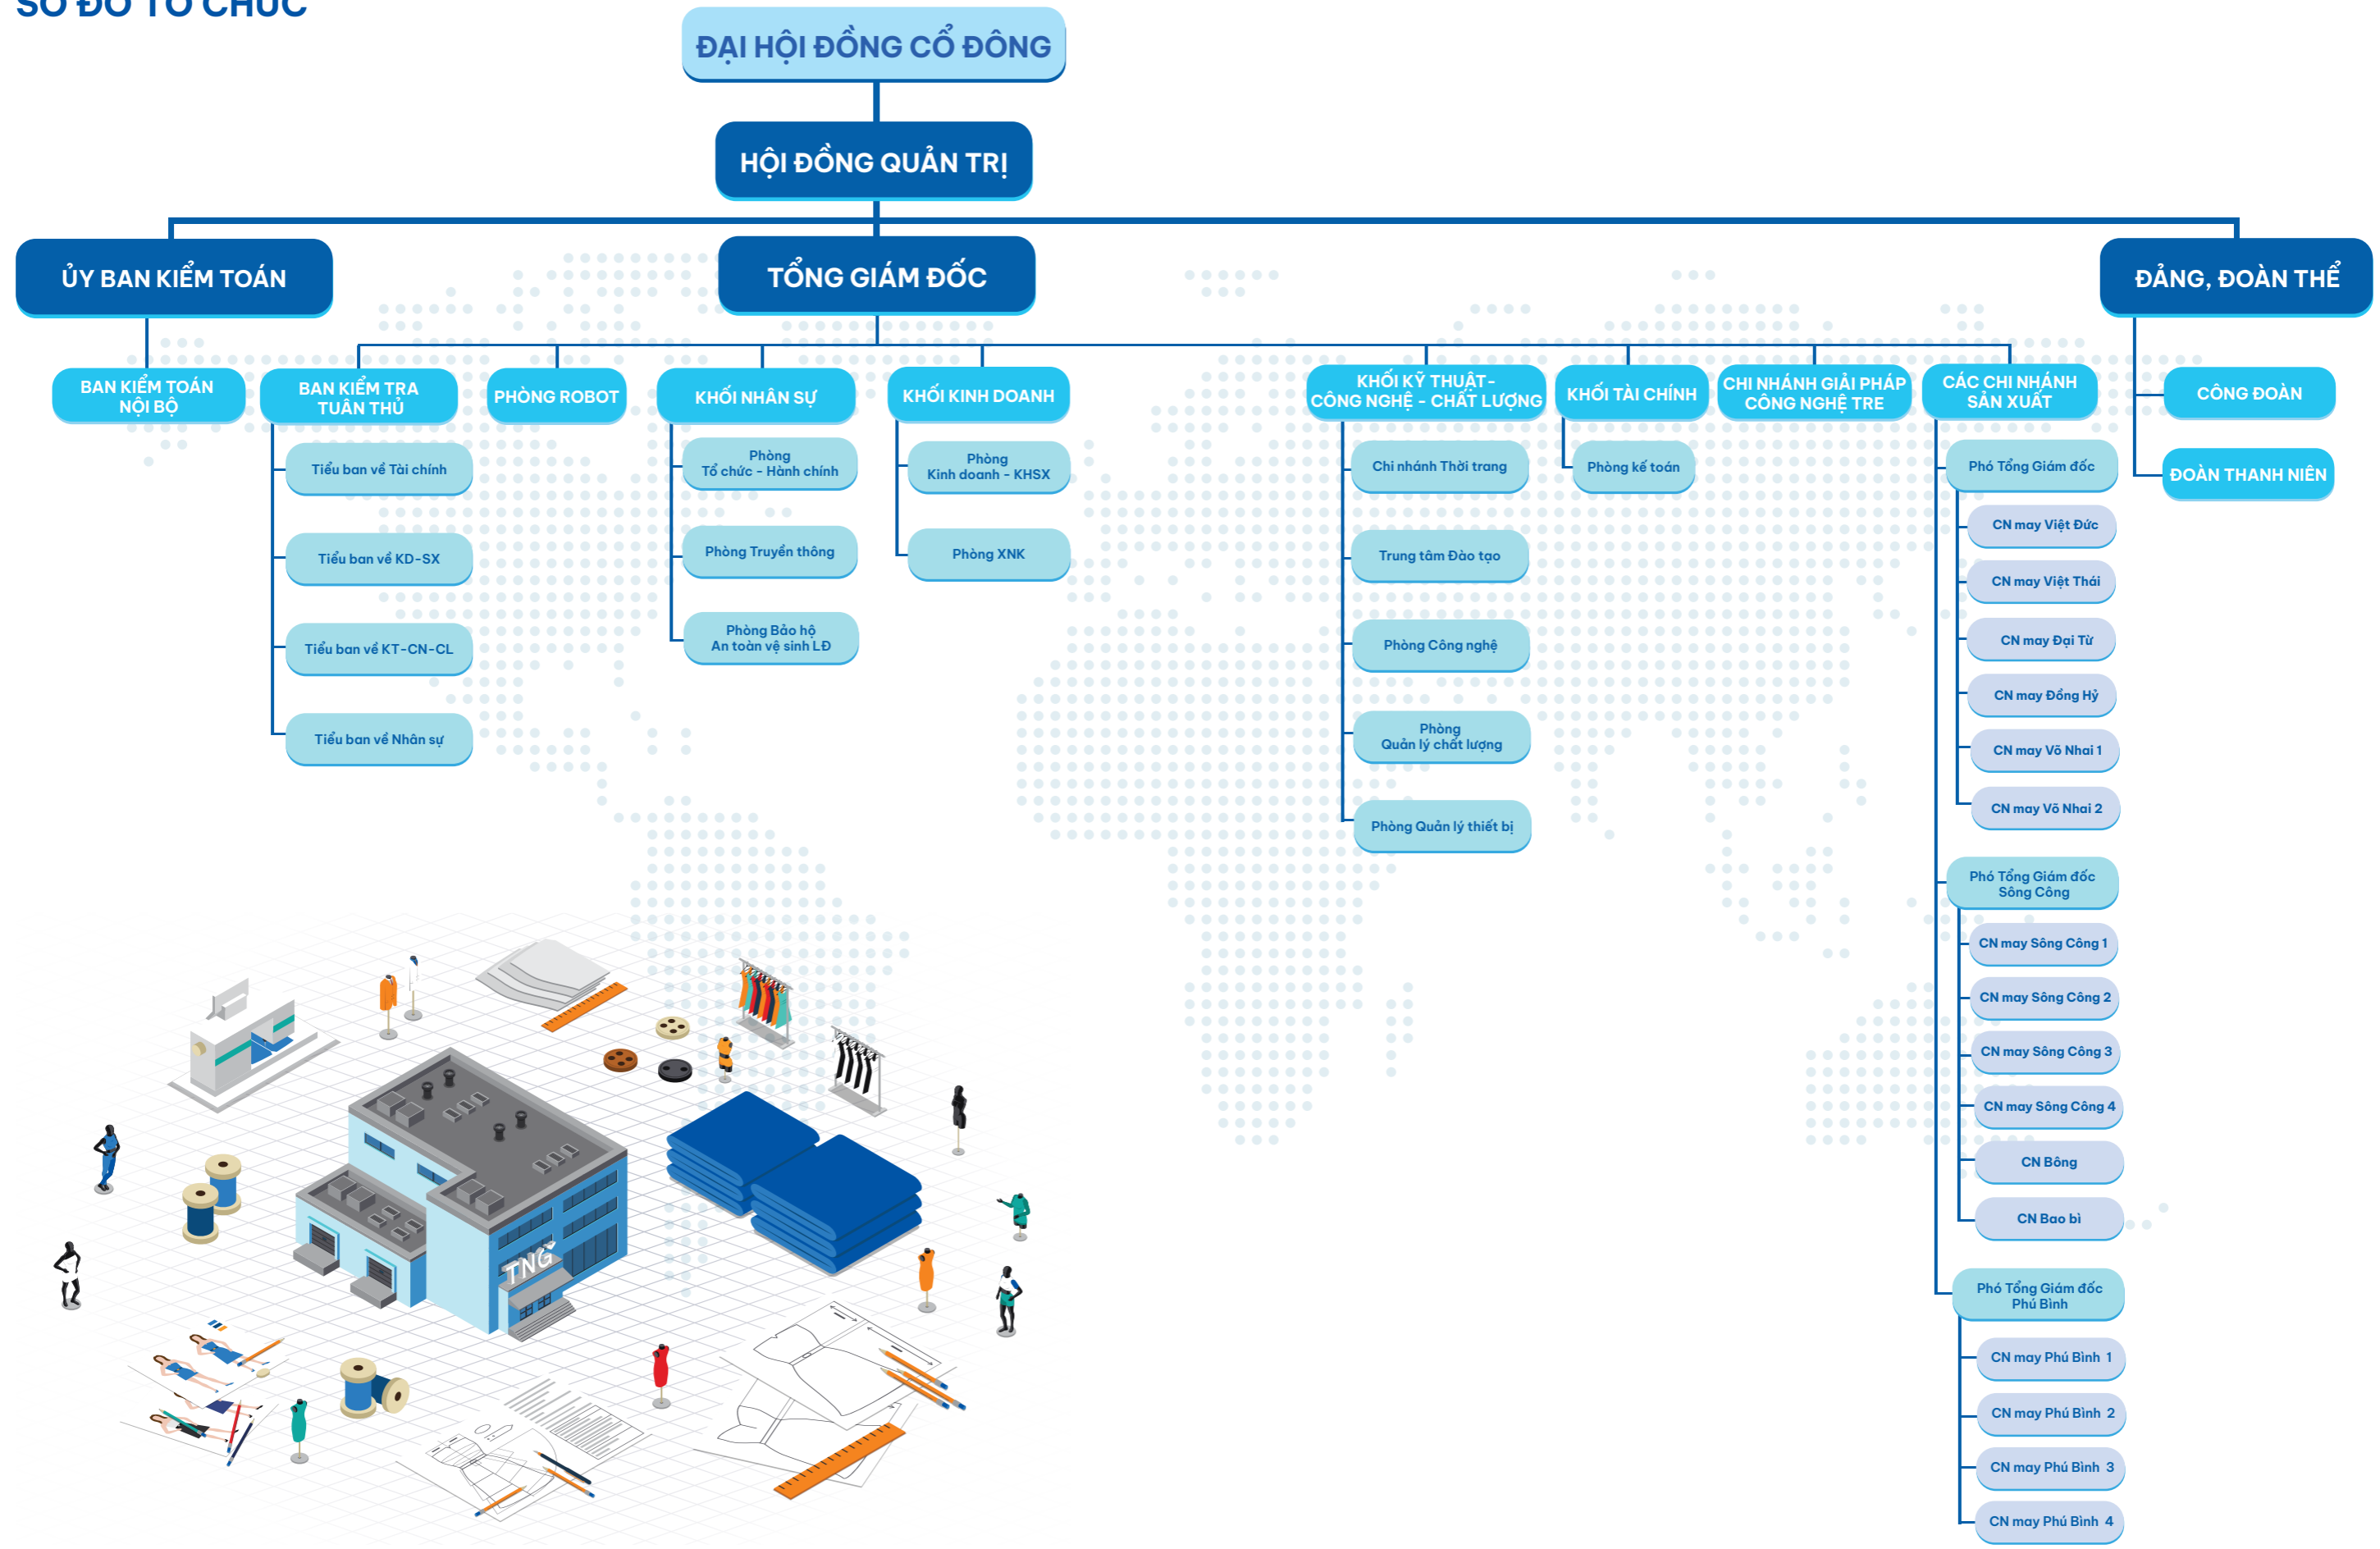 SƠ ĐỒ TỔ CHỨC
ĐẠI HỘI ĐỒNG CỔ ĐÔNG
HỘI ĐỒNG QUẢN TRỊ
ỦY BAN KIỂM TOÁN
TỔNG GIÁM ĐỐC
ĐẢNG, ĐOÀN THỂ
BAN KIỂM TOÁN
NỘI BỘ
BAN KIỂM TRA
TUÂN THỦ
Tiểu ban về Tài chính
Tiểu ban về KD-SX
Tiểu ban về KT-CN-CL
Tiểu ban về Nhân sự
PHÒNG ROBOT
KHỐI NHÂN SỰ
Phòng
Tổ chức - Hành chính
Phòng Truyền thông
Phòng Bảo hộ
An toàn vệ sinh LĐ
KHỐI KINH DOANH
Phòng
Kinh doanh - KHSX
Phòng XNK
KHỐI KỸ THUẬT-
CÔNG NGHỆ - CHẤT LƯỢNG
Chi nhánh Thời trang
Trung tâm Đào tạo
Phòng Công nghệ
Phòng
Quản lý chất lượng
Phòng Quản lý thiết bị
KHỐI TÀI CHÍNH
Phòng kế toán
CHI NHÁNH GIẢI PHÁP
CÔNG NGHỆ TRE
CÁC CHI NHÁNH
SẢN XUẤT
Phó Tổng Giám đốc
CN may Việt Đức
CN may Việt Thái
CN may Đại Từ
CN may Đồng Hỷ
CN may Võ Nhai 1
CN may Võ Nhai 2
Phó Tổng Giám đốc
Sông Công
CN may Sông Công 1
CN may Sông Công 2
CN may Sông Công 3
CN may Sông Công 4
CN Bông
CN Bao bì
Phó Tổng Giám đốc
Phú Bình
CN may Phú Bình 1
CN may Phú Bình 2
CN may Phú Bình 3
CN may Phú Bình 4
CÔNG ĐOÀN
ĐOÀN THANH NIÊN
TNG